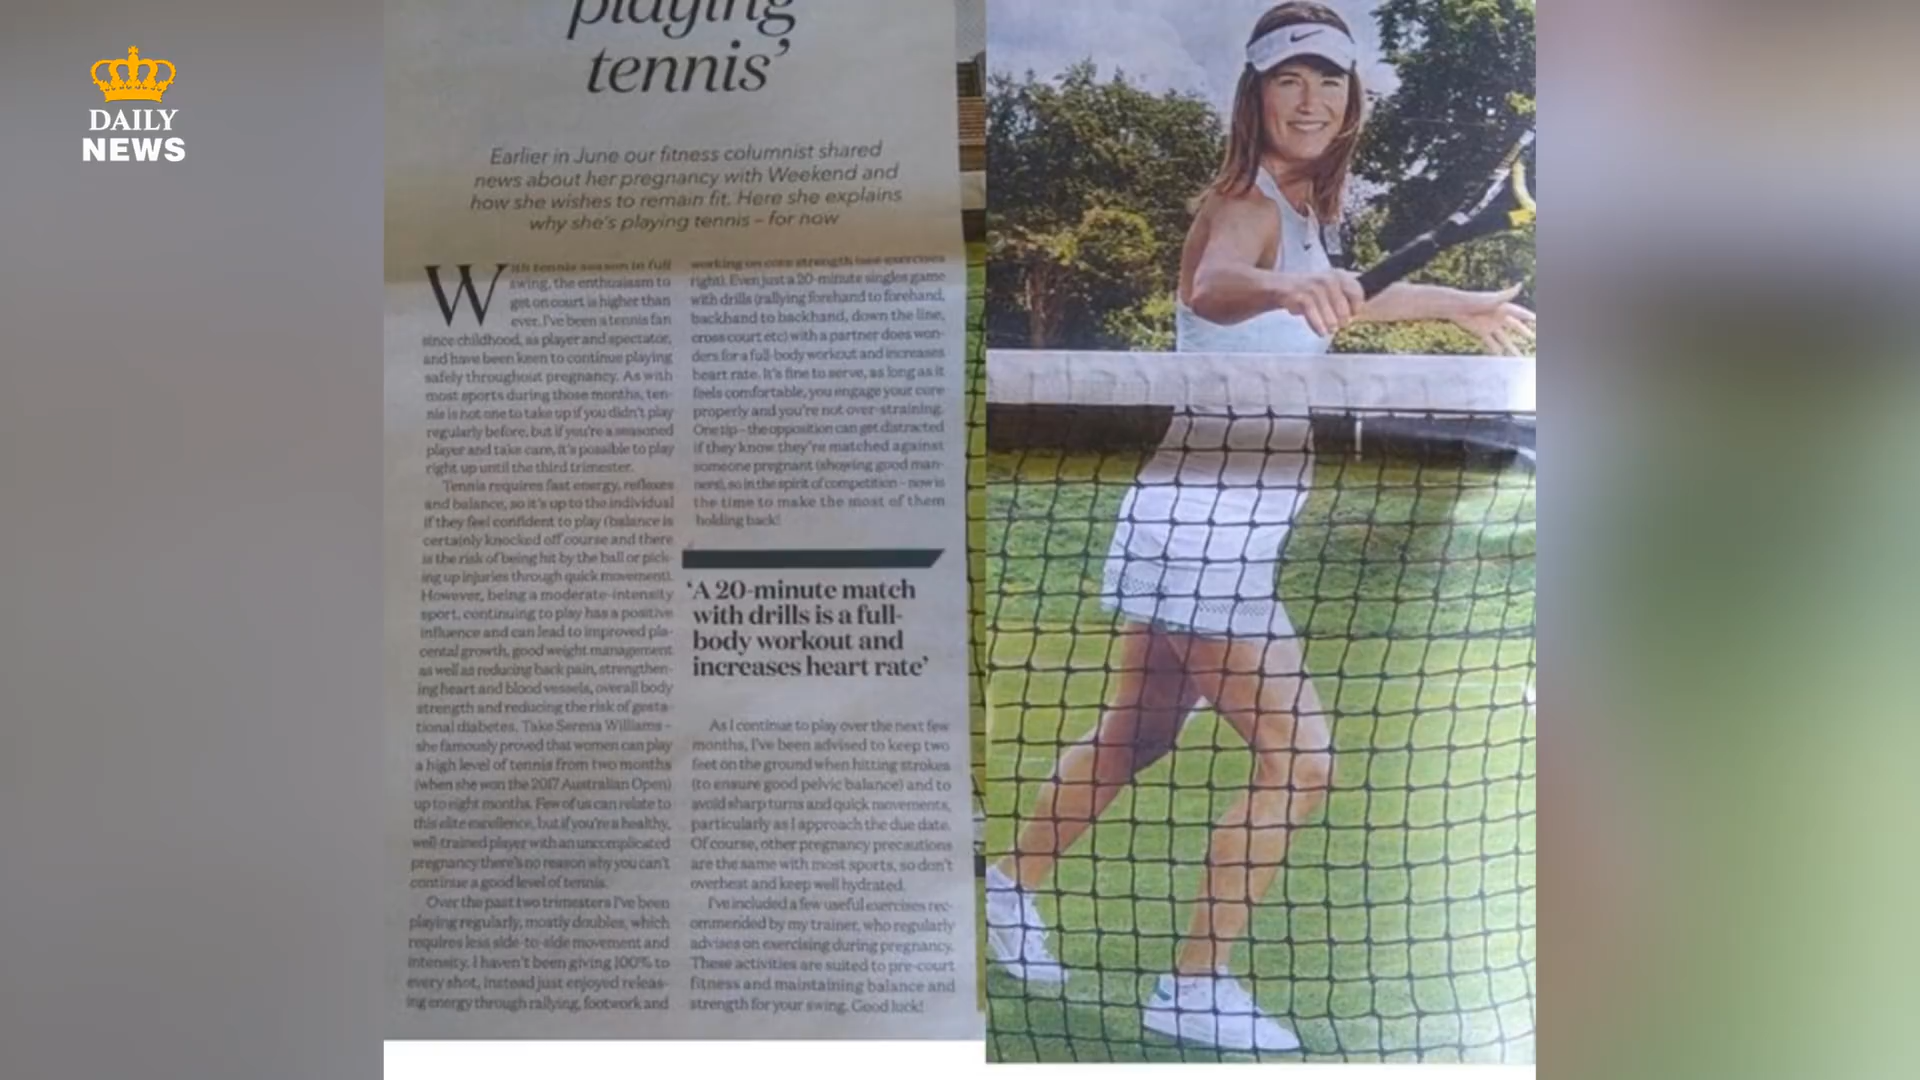 DAILY
NEWS
playing
tennis’
Earlier in June our fitness columnist shared
news about her pregnancy with Weekend and
how she wishes to remain fit. Here she explains
why she's playing tennis – for now
With tennis season in full
swing, the enthusiasm to
get on court is higher than
ever. I've been a tennis fan
since childhood, as player and spectator,
and have been keen to continue playing
safely throughout pregnancy. As with
most sports during those months, ten-
nis is not one to take up if you didn't play
regularly before, but if you're a seasoned
player and take care, it's possible to play
right up until the third trimester.
Tennis requires fast energy, reflexes
and balance, so it's up to the individual
if they feel confident to play (balance is
certainly knocked off course and there
is the risk of being hit by the ball or pick-
ing up injuries through quick movement).
However, being a moderate-intensity
sport, continuing to play has a positive
influence and can lead to improved pla-
cental growth, good weight management
as well as reducing back pain, strengthen-
ing heart and blood vessels, overall body
strength and reducing the risk of gesta-
tional diabetes. Take Serena Williams –
she famously proved that women can play
a high level of tennis from two months
(when she won the 2017 Australian Open)
up to eight months. Few of us can relate to
this elite excellence, but if you're a healthy,
well-trained player with an uncomplicated
pregnancy there's no reason why you can't
continue a good level of tennis.
Over the past two trimesters I've been
playing regularly, mostly doubles, which
requires less side-to-side movement and
intensity. I haven't been giving 100% to
every shot, instead just enjoyed releas-
ing energy through rallying, footwork and
working on core strength (see exercises
right). Even just a 20-minute singles game
with drills (rallying forehand to forehand,
backhand to backhand, down the line,
cross court etc) with a partner does won-
ders for a full-body workout and increases
heart rate. It's fine to serve, as long as it
feels comfortable, you engage your core
properly and you're not over-straining.
One tip – the opposition can get distracted
if they know they're matched against
someone pregnant (showing good man-
ners), so in the spirit of competition – now is
the time to make the most of them
holding back!
‘A 20-minute match
with drills is a full-
body workout and
increases heart rate’
As I continue to play over the next few
months, I've been advised to keep two
feet on the ground when hitting strokes
(to ensure good pelvic balance) and to
avoid sharp turns and quick movements,
particularly as I approach the due date.
Of course, other pregnancy precautions
are the same with most sports, so don't
overheat and keep well hydrated.
I've included a few useful exercises rec-
ommended by my trainer, who regularly
advises on exercising during pregnancy.
These activities are suited to pre-court
fitness and maintaining balance and
strength for your swing. Good luck!